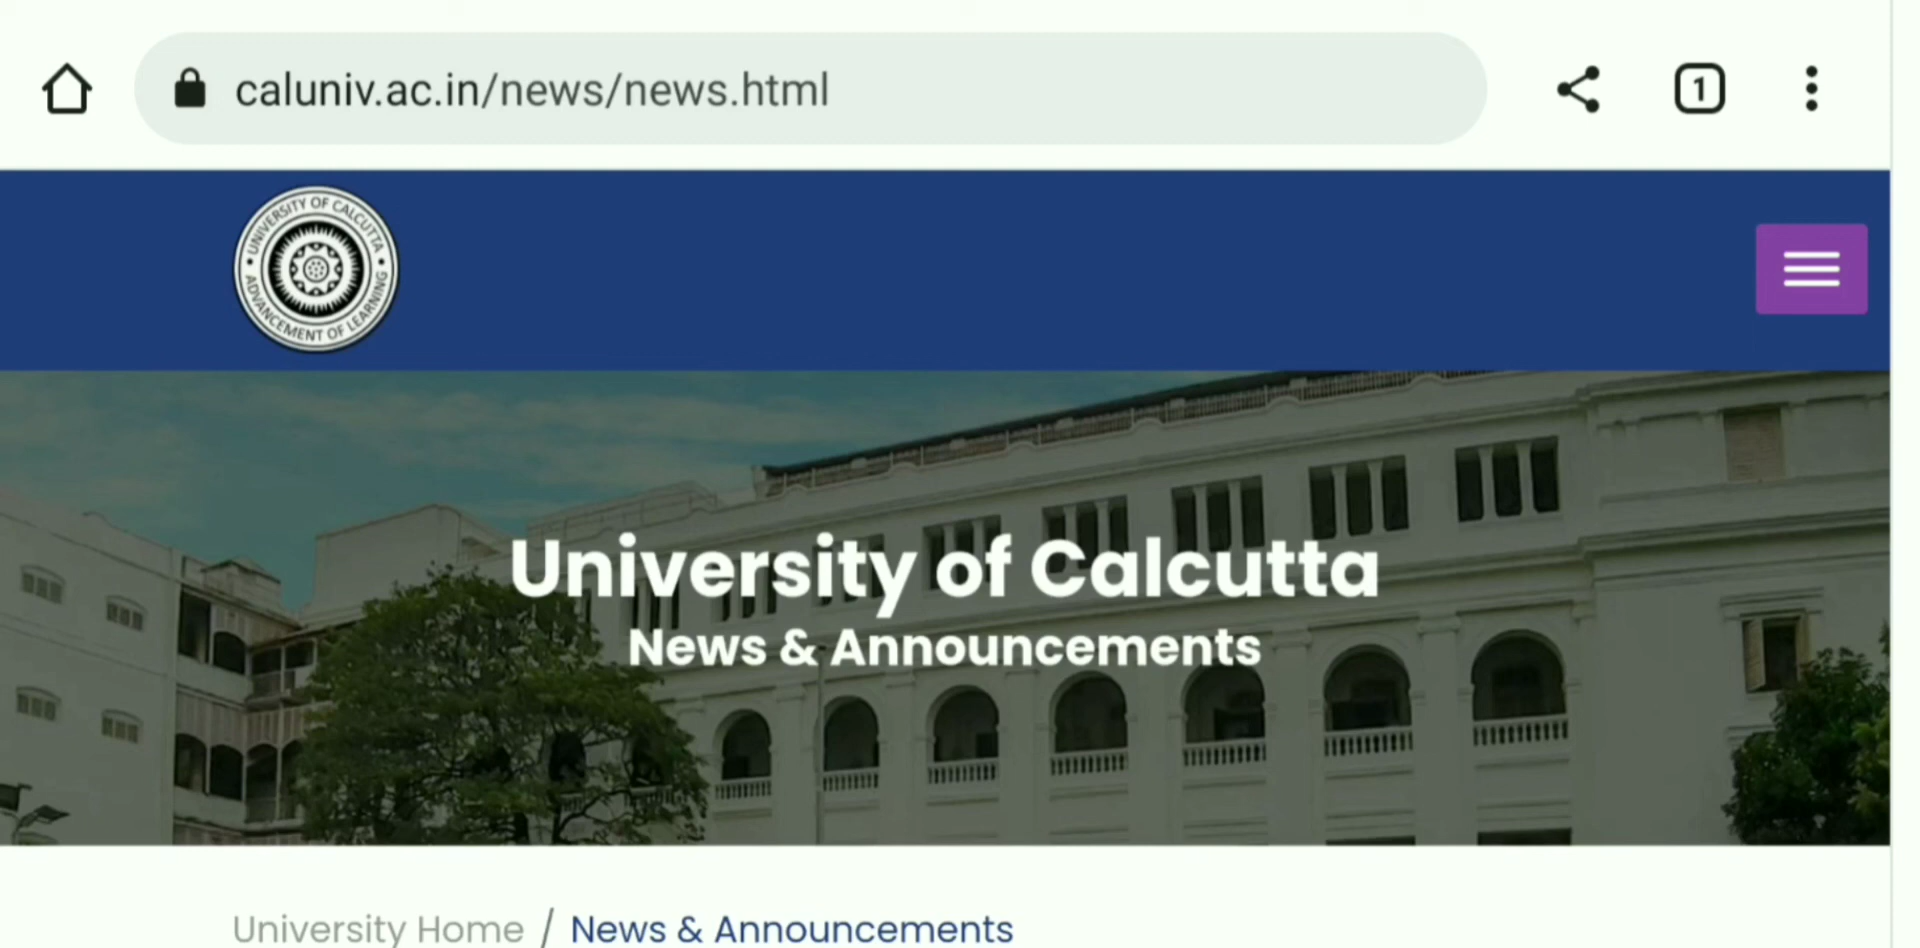 caluniv.ac.in/news/news.html
1
UNIVERSITY OF CALCUTTA
ADVANCEMENT OF LEARNING
University of Calcutta
News & Announcements
University Home / News & Announcements